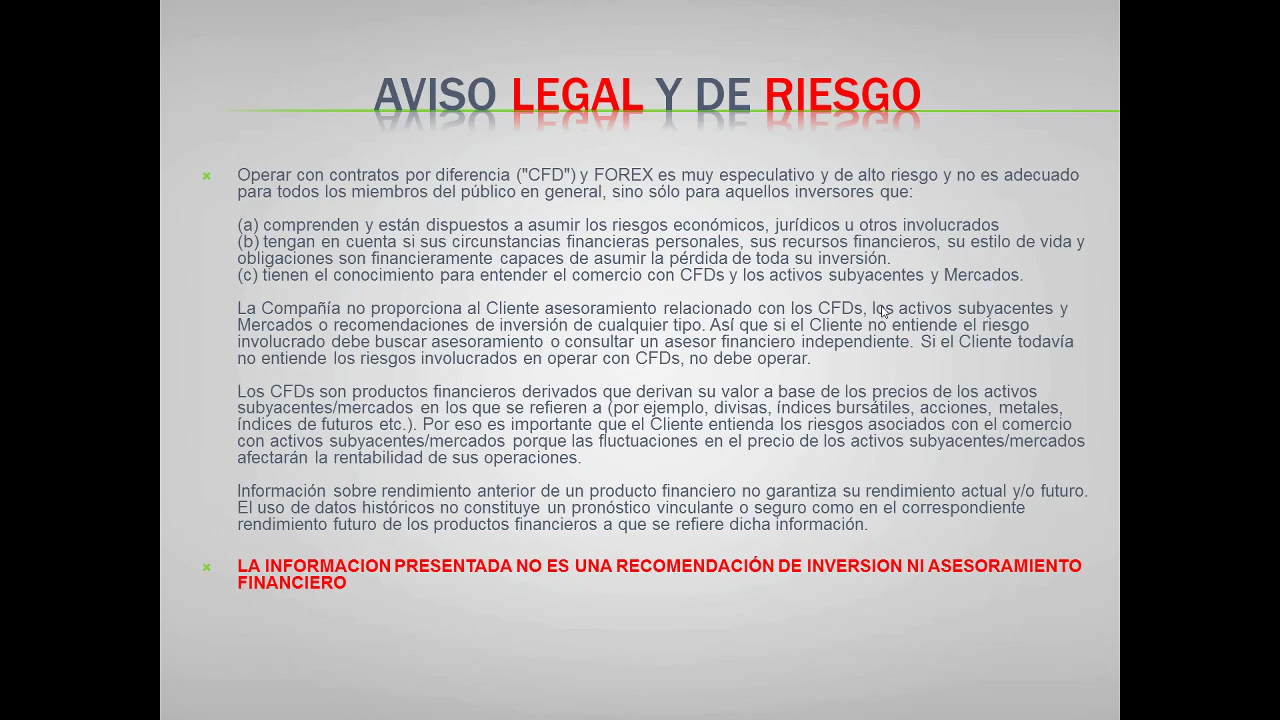 AVISO LEGAL Y DE RIESGO
Operar con contratos por diferencia ("CFD") y FOREX es muy especulativo y de alto riesgo y no es adecuado
para todos los miembros del público en general, sino sólo para aquellos inversores que:
(a) comprenden y están dispuestos a asumir los riesgos económicos, jurídicos u otros involucrados
(b) tengan en cuenta si sus circunstancias financieras personales, sus recursos financieros, su estilo de vida y
obligaciones son financieramente capaces de asumir la pérdida de toda su inversión.
(c) tienen el conocimiento para entender el comercio con CFDs y los activos subyacentes y Mercados.
La Compañía no proporciona al Cliente asesoramiento relacionado con los CFDs, los activos subyacentes y
Mercados o recomendaciones de inversión de cualquier tipo. Así que si el Cliente no entiende el riesgo
involucrado debe buscar asesoramiento o consultar un asesor financiero independiente. Si el Cliente todavía
no entiende los riesgos involucrados en operar con CFDs, no debe operar.
Los CFDs son productos financieros derivados que derivan su valor a base de los precios de los activos
subyacentes/mercados en los que se refieren a (por ejemplo, divisas, índices bursátiles, acciones, metales,
índices de futuros etc.). Por eso es importante que el Cliente entienda los riesgos asociados con el comercio
con activos subyacentes/mercados porque las fluctuaciones en el precio de los activos subyacentes/mercados
afectarán la rentabilidad de sus operaciones.
Información sobre rendimiento anterior de un producto financiero no garantiza su rendimiento actual y/o futuro.
El uso de datos históricos no constituye un pronóstico vinculante o seguro como en el correspondiente
rendimiento futuro de los productos financieros a que se refiere dicha información.
LA INFORMACION PRESENTADA NO ES UNA RECOMENDACIÓN DE INVERSION NI ASESORAMIENTO
FINANCIERO